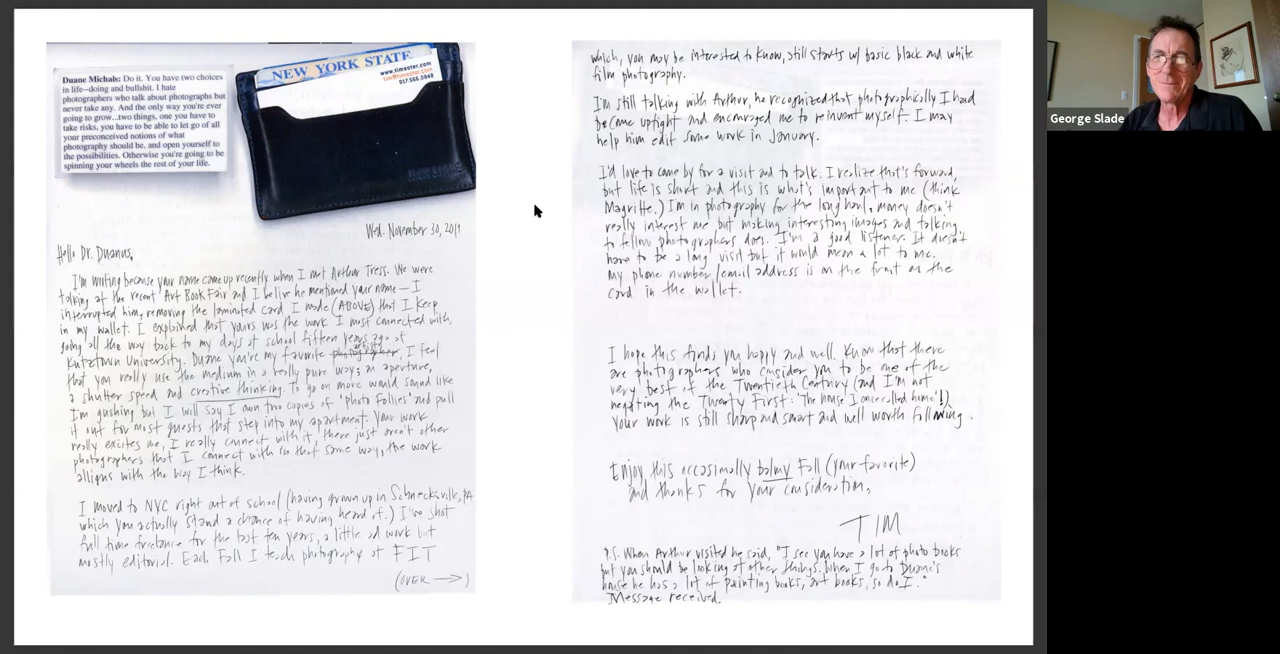 Duane Michals: Do it. You have two choices
in life--doing and bullshit. I hate
photographers who talk about photographs but
never take any. And the only way you're ever
going to grow...two things, one you have to
take risks, you have to be able to let go of all
your preconceived notions of what
photography should be, and open yourself to
the possibilities. Otherwise you're going to be
spinning your wheels the rest of your life.
NEW YORK STATE
www.timsoter.com
tim@timsoter.com
917.566.5840
Wed. November 30, 2011
Hello Dr. Duanus,
I'm writing because your name came up recently when I met Arthur Tress. We were
talking at the recent Art Book Fair and I belive he mentioned your name — I
interrupted him, removing the laminated card I made (ABOVE) that I keep
in my wallet. I explained that yours was the work I most connected with,
going all the way back to my days at school fifteen years ago at
Kutztown University. Duane you're my favorite artist, I feel
that you really use the medium in a really pure way; an aperture,
a shutter speed and creative thinking. To go on more would sound like
I'm gushing but I will say I own two copies of 'Photo Follies' and pull
it out for most guests that step into my apartment. Your work
really excites me, I really connect with it, there just aren't other
photographers that I connect with in that same way, the work
alligns with the way I think.
I moved to NYC right out of school (having grown up in Schnecksville, PA
which you actually stand a chance of having heard of.) I've shot
full time freelance for the last ten years, a little ad work but
mostly editorial. Each Fall I teach photography at FIT
(OVER →)
which, you may be interested to know, still starts w/ basic black and white
film photography.
I'm still talking with Arthur, he recognized that photographically I had
become uptight and encouraged me to reinvent myself. I may
help him edit some work in January.
I'd love to come by for a visit and to talk. I realize that's forward,
but life is short and this is what's important to me (think
Magritte.) I'm in photography for the long haul, money doesn't
really interest me but making interesting images and talking
to fellow photographers does. I'm a good listener. It doesn't
have to be a long visit but it would mean a lot to me.
My phone number/email address is on the front on the
card in the wallet.
I hope this finds you happy and well. Know that there
are photographers who consider you to be one of the
very best of the Twentieth Century (and I'm not
negating the Twenty First: 'The house I once called home'!)
Your work is still sharp and smart and well worth following.
Enjoy this occasionally balmy Fall (your favorite)
and thanks for your consideration,
TIM
P.S. When Arthur visited he said, "I see you have a lot of photo books
but you should be looking at other things. When I go to Duane's
house he has a lot of painting books, art books, so do I."
Message received.
George Slade